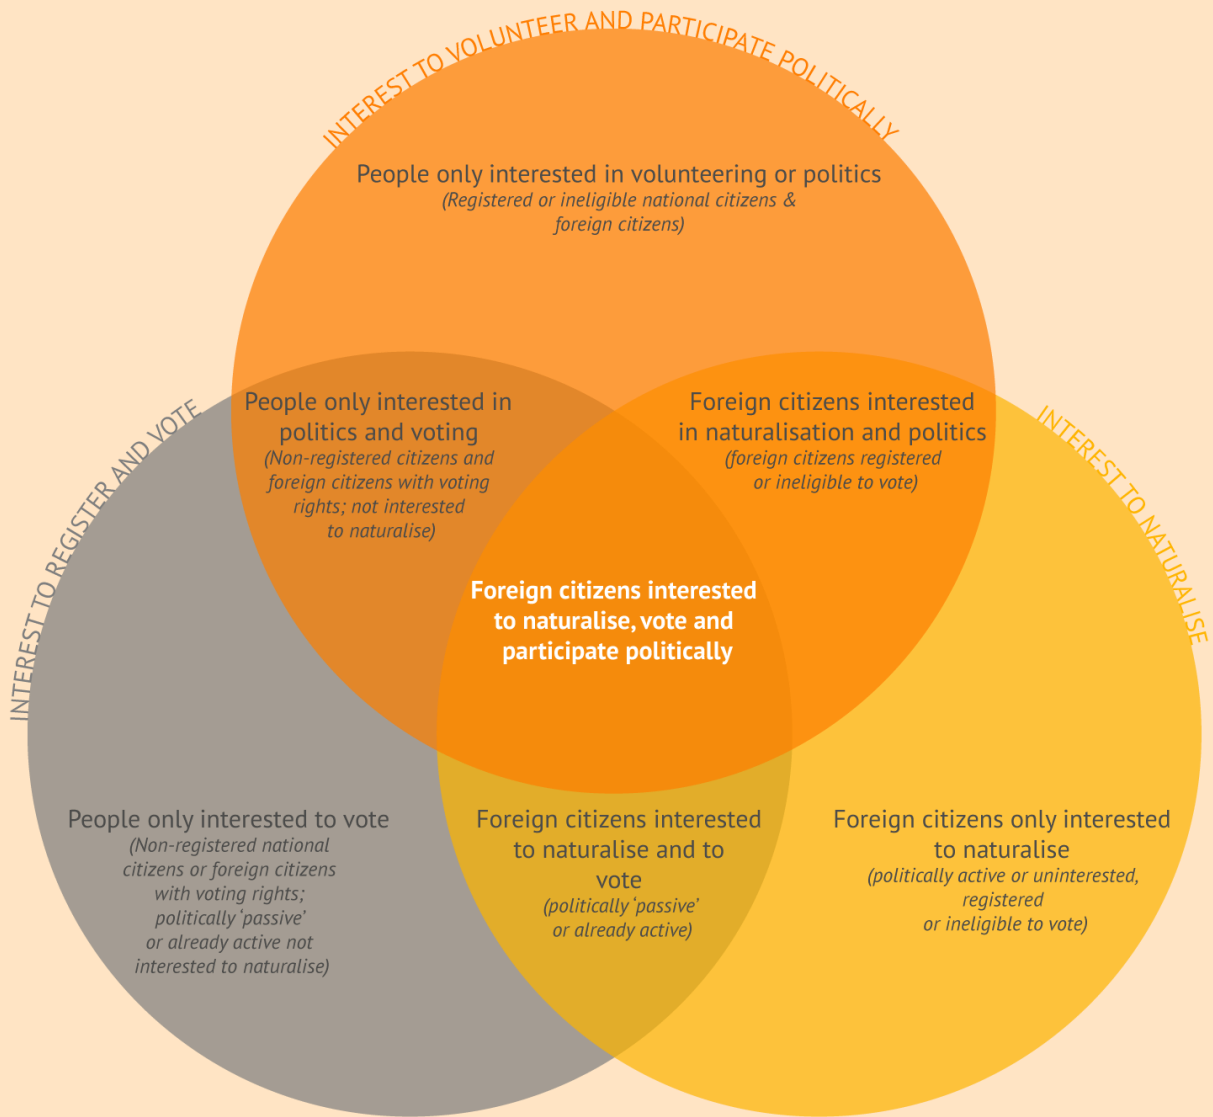 INTEREST TO VOLUNTEER AND PARTICIPATE POLITICALLY
People only interested in volunteering or politics
(Registered or ineligible national citizens &
foreign citizens)
INTEREST TO REGISTER AND VOTE
People only interested in
politics and voting
(Non-registered citizens and
foreign citizens with voting
rights; not interested
to naturalise)
Foreign citizens interested
in naturalisation and politics
(foreign citizens registered
or ineligible to vote)
INTEREST TO NATURALISE
Foreign citizens interested
to naturalise, vote and
participate politically
People only interested to vote
(Non-registered national
citizens or foreign citizens
with voting rights;
politically ‘passive’
or already active not
interested to naturalise)
Foreign citizens interested
to naturalise and to
vote
(politically ‘passive’
or already active)
Foreign citizens only interested
to naturalise
(politically active or uninterested,
registered
or ineligible to vote)